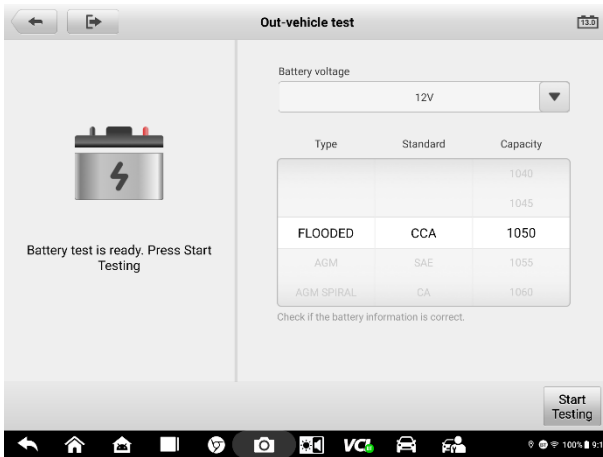 Out-vehicle test
13.0
Battery voltage
12V
Type Standard Capacity
1040
1045
FLOODED CCA 1050
AGM SAE 1055
AGM SPIRAL CA 1060
Check if the battery information is correct.
Battery test is ready. Press Start
Testing
Start
Testing
VCI
100% 9:1